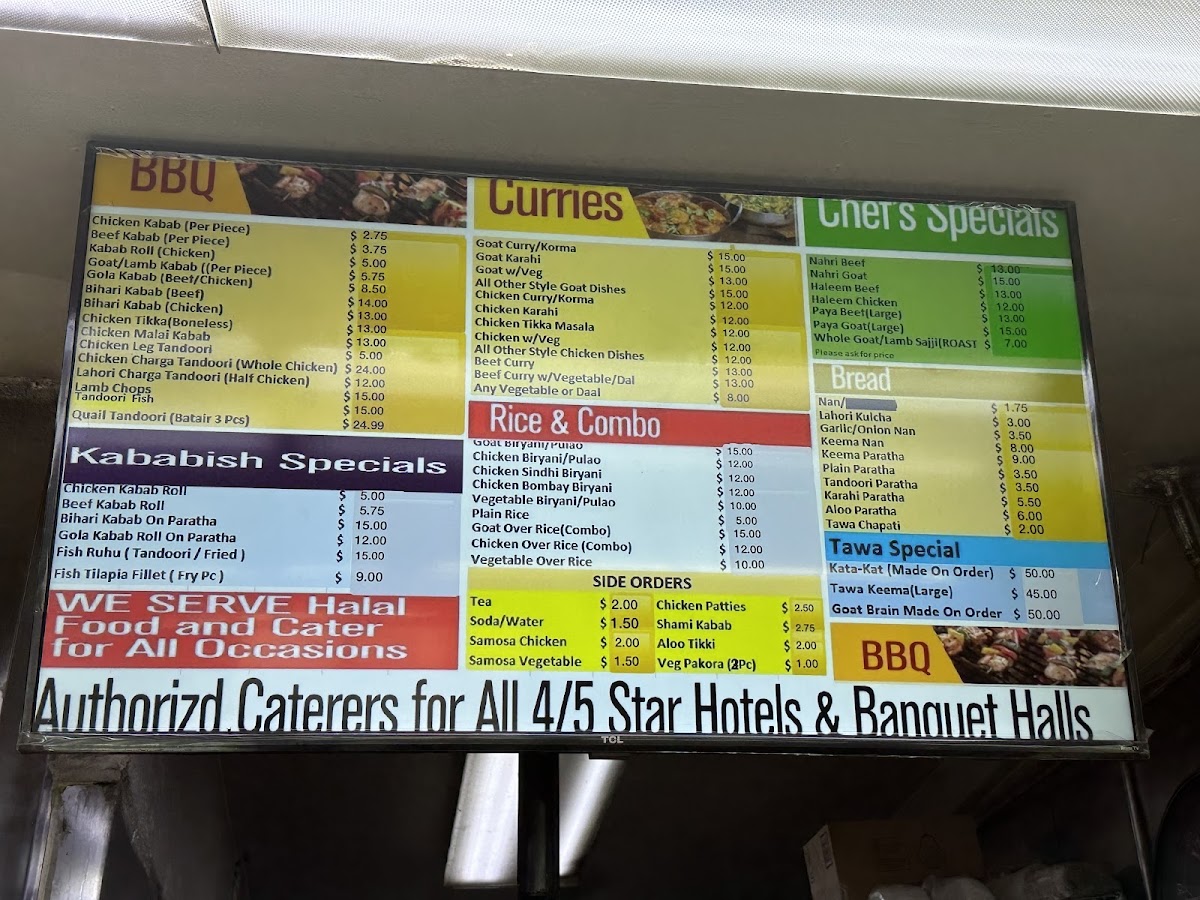 BBQ
Chicken Kabab (Per Piece) $ 2.75
Beef Kabab (Per Piece) $ 3.75
Kabab Roll (Chicken) $ 5.00
Goat/Lamb Kabab ((Per Piece) $ 5.75
Gola Kabab (Beef/Chicken) $ 8.50
Bihari Kabab (Beef) $ 14.00
Bihari Kabab (Chicken) $ 13.00
Chicken Tikka(Boneless) $ 13.00
Chicken Malai Kabab $ 13.00
Chicken Leg Tandoori $ 5.00
Chicken Charga Tandoori (Whole Chicken) $ 24.00
Lahori Charga Tandoori (Half Chicken) $ 12.00
Lamb Chops $ 15.00
Tandoori Fish $ 15.00
Quail Tandoori (Batair 3 Pcs) $ 24.99
Kababish Specials
Chicken Kabab Roll $ 5.00
Beef Kabab Roll $ 5.75
Bihari Kabab On Paratha $ 15.00
Gola Kabab Roll On Paratha $ 12.00
Fish Ruhu ( Tandoori / Fried ) $ 15.00
Fish Tilapia Fillet ( Fry Pc ) $ 9.00
WE SERVE Halal
Food and Cater
for All Occasions
Curries
Goat Curry/Korma $ 15.00
Goat Karahi $ 15.00
Goat w/Veg $ 13.00
All Other Style Goat Dishes $ 15.00
Chicken Curry/Korma $ 12.00
Chicken Karahi $ 12.00
Chicken Tikka Masala $ 12.00
Chicken w/Veg $ 12.00
All Other Style Chicken Dishes $ 12.00
Beef Curry $ 13.00
Beef Curry w/Vegetable/Dal $ 13.00
Any Vegetable or Daal $ 8.00
Rice & Combo
Goat Biryani/Pulao $ 15.00
Chicken Biryani/Pulao $ 12.00
Chicken Sindhi Biryani $ 12.00
Chicken Bombay Biryani $ 12.00
Vegetable Biryani/Pulao $ 10.00
Plain Rice $ 5.00
Goat Over Rice(Combo) $ 15.00
Chicken Over Rice (Combo) $ 12.00
Vegetable Over Rice $ 10.00
SIDE ORDERS
Tea $ 2.00 Chicken Patties $ 2.50
Soda/Water $ 1.50 Shami Kabab $ 2.75
Samosa Chicken $ 2.00 Aloo Tikki $ 2.00
Samosa Vegetable $ 1.50 Veg Pakora (2Pc) $ 1.00
Chef's Specials
Nahri Beef $ 13.00
Nahri Goat $ 15.00
Haleem Beef $ 13.00
Haleem Chicken $ 12.00
Paya Beef(Large) $ 13.00
Paya Goat(Large) $ 15.00
Whole Goat/Lamb Sajji(ROAST $ 7.00
Please ask for price
Bread
Nan/ $ 1.75
Lahori Kulcha $ 3.00
Garlic/Onion Nan $ 3.50
Keema Nan $ 8.00
Keema Paratha $ 9.00
Plain Paratha $ 3.50
Tandoori Paratha $ 3.50
Karahi Paratha $ 5.50
Aloo Paratha $ 6.00
Tawa Chapati $ 2.00
Tawa Special
Kata-Kat (Made On Order) $ 50.00
Tawa Keema(Large) $ 45.00
Goat Brain Made On Order $ 50.00
BBQ
Authorizd.Caterers for All 4/5 Star Hotels & Banquet Halls
TCL